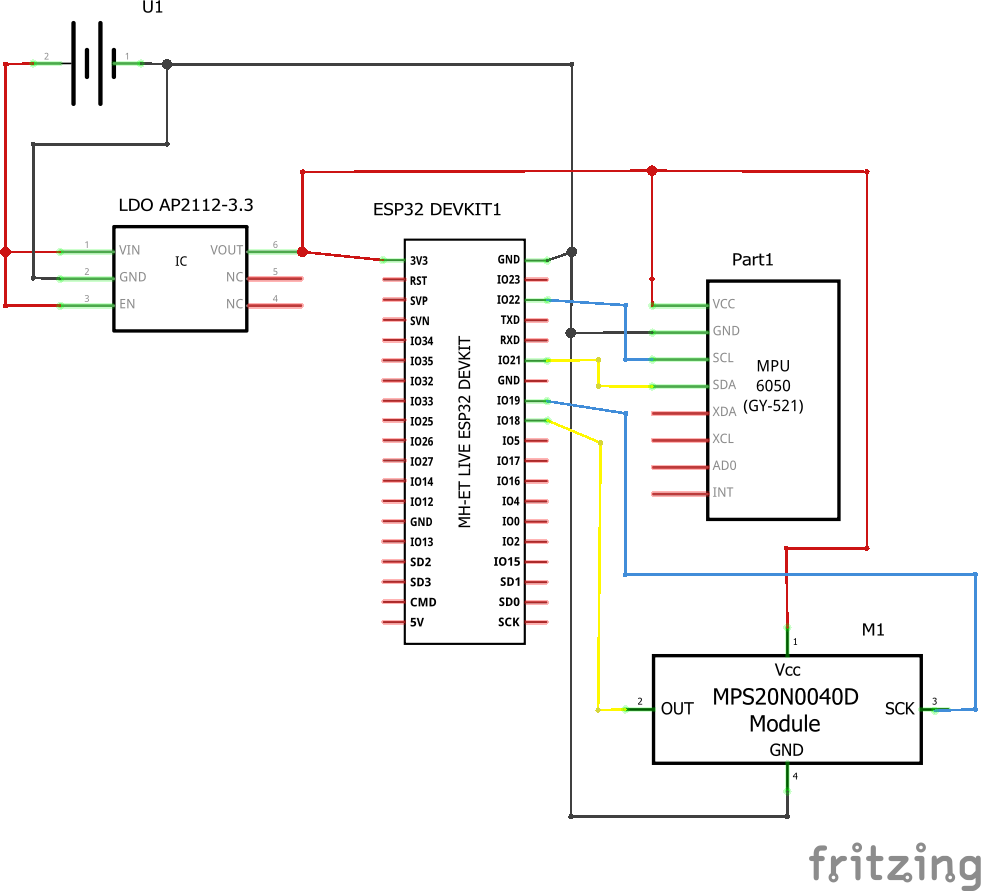 U1
2
1
LDO AP2112-3.3
1
VIN
VOUT
6
2
GND
IC
NC
5
3
EN
NC
4
ESP32 DEVKIT1
3V3
RST
SVP
SVN
IO34
IO35
IO32
IO33
IO25
IO26
IO27
IO14
IO12
GND
IO13
SD2
SD3
CMD
5V
MH-ET LIVE ESP32 DEVKIT
GND
IO23
IO22
TXD
RXD
IO21
GND
IO19
IO18
IO5
IO17
IO16
IO4
IO0
IO2
IO15
SD1
SD0
SCK
Part1
VCC
GND
SCL
SDA
XDA
XCL
AD0
INT
MPU
6050
(GY-521)
M1
1
Vcc
MPS20N0040D
Module
2
OUT
SCK
3
GND
4
fritzing